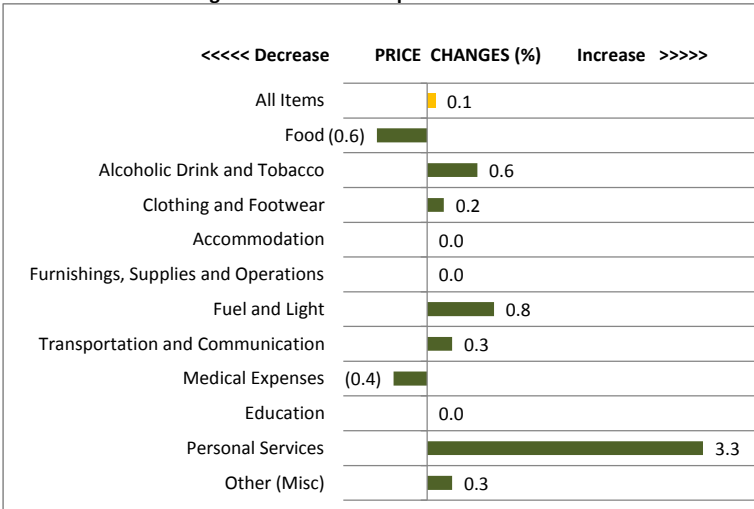 <<<<< Decrease PRICE CHANGES (%) Increase >>>>>
All Items 0.1
Food (0.6)
Alcoholic Drink and Tobacco 0.6
Clothing and Footwear 0.2
Accommodation 0.0
Furnishings, Supplies and Operations 0.0
Fuel and Light 0.8
Transportation and Communication 0.3
Medical Expenses (0.4)
Education 0.0
Personal Services 3.3
Other (Misc) 0.3